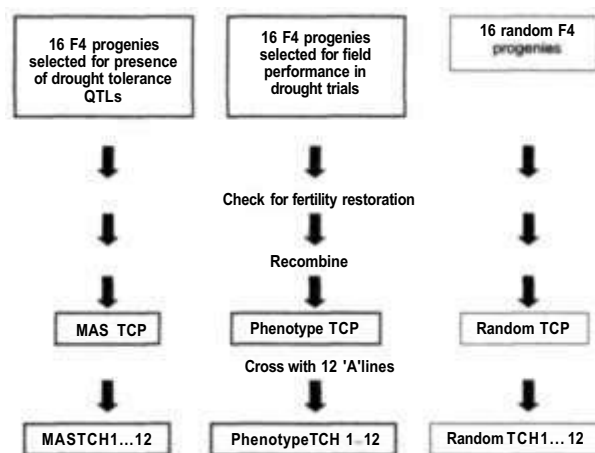 16 F4 progenies
selected for presence
of drought tolerance
QTLs
16 F4 progenies
selected for field
performance in
drought trials
16 random F4
progenies
Check for fertility restoration
Recombine
MAS TCP
Phenotype TCP
Random TCP
Cross with 12 'A'lines
MASTCH1...12
PhenotypeTCH 1...12
Random TCH1...12